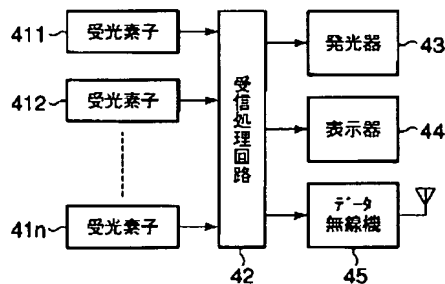 411
受光素子
412
受光素子
41n
受光素子
受信処理回路
42
発光器
43
表示器
44
データ
無線機
45